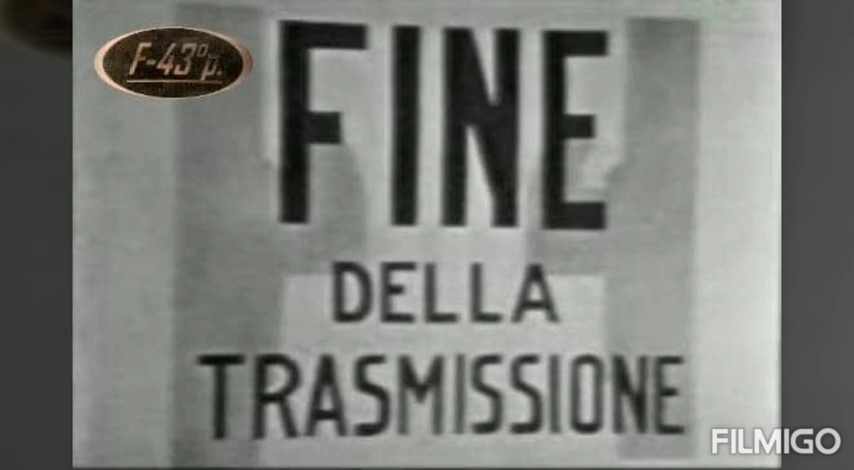 F-43°p.
FINE
DELLA
TRASMISSIONE
FILMIGO